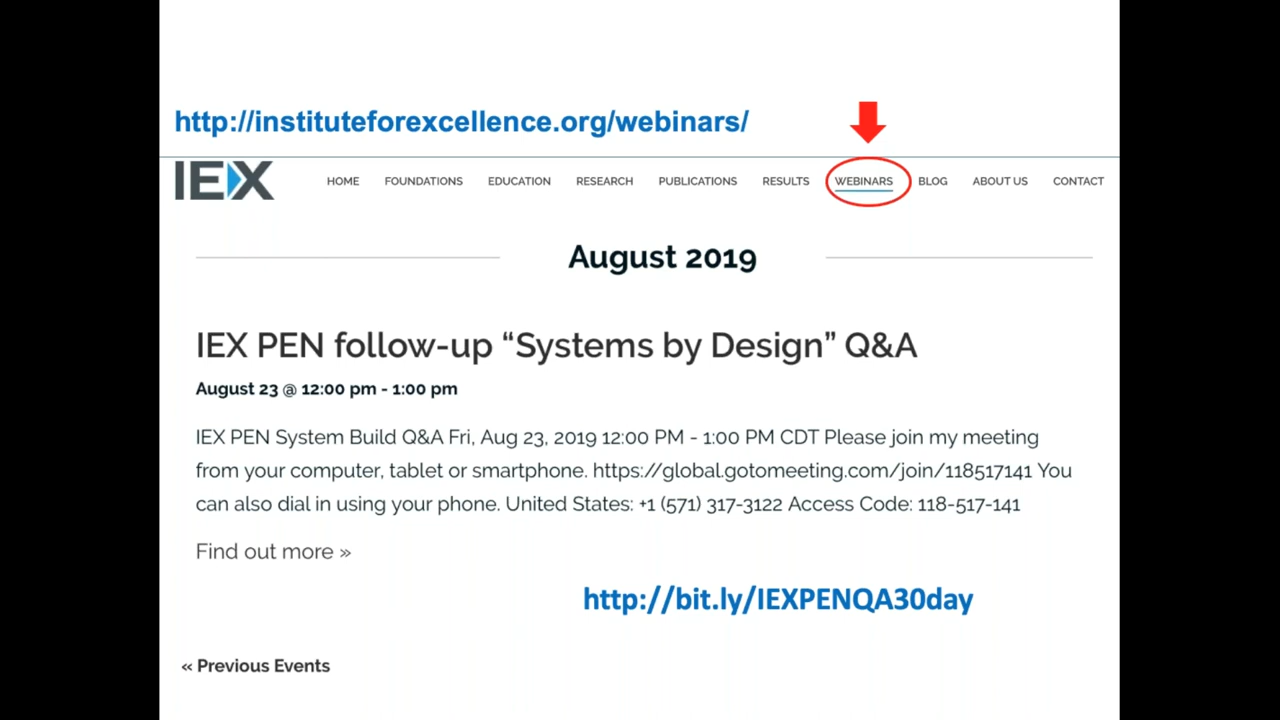 http://instituteforexcellence.org/webinars/
IEX
HOME FOUNDATIONS EDUCATION RESEARCH PUBLICATIONS RESULTS WEBINARS BLOG ABOUT US CONTACT
August 2019
IEX PEN follow-up “Systems by Design” Q&A
August 23 @ 12:00 pm - 1:00 pm
IEX PEN System Build Q&A Fri, Aug 23, 2019 12:00 PM - 1:00 PM CDT Please join my meeting
from your computer, tablet or smartphone. https://global.gotomeeting.com/join/118517141 You
can also dial in using your phone. United States: +1 (571) 317-3122 Access Code: 118-517-141
Find out more »
http://bit.ly/IEXPENQA30day
« Previous Events